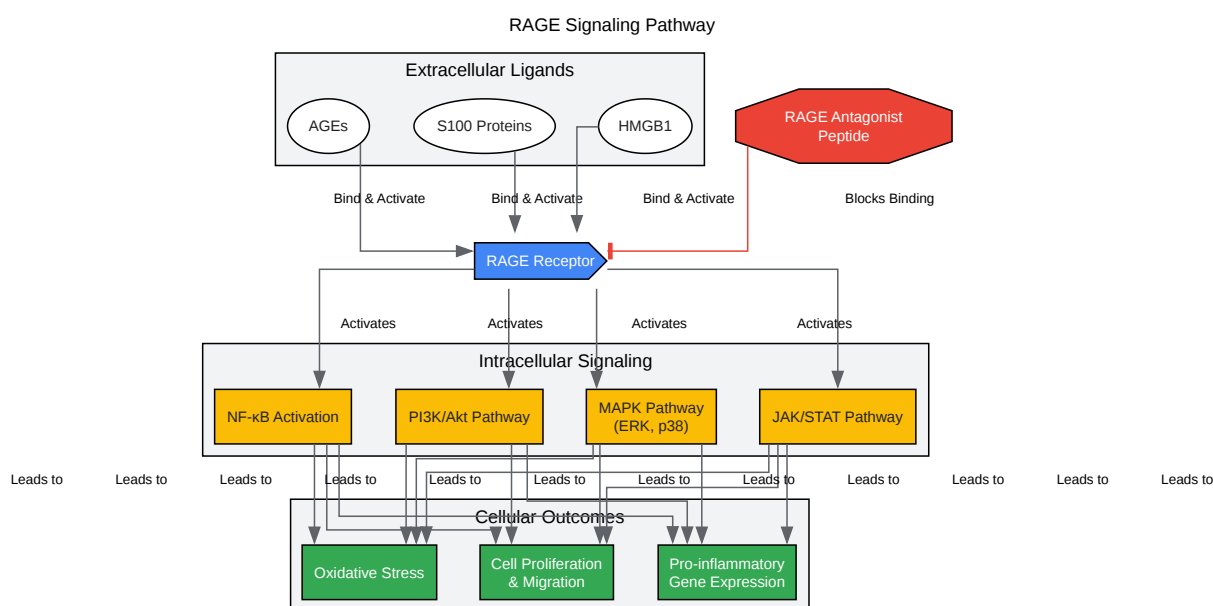 RAGE Signaling Pathway
Extracellular Ligands
AGEs
S100 Proteins
HMGB1
RAGE Antagonist
Peptide
Bind & Activate
Bind & Activate
Bind & Activate
Blocks Binding
RAGE Receptor
Activates
Activates
Activates
Activates
Intracellular Signaling
NF-κB Activation
PI3K/Akt Pathway
MAPK Pathway
(ERK, p38)
JAK/STAT Pathway
Leads to
Leads to
Leads to
Leads to
Leads to
Leads to
Leads to
Leads to
Leads to
Leads to
Leads to
Leads to
Cellular Outcomes
Oxidative Stress
Cell Proliferation
& Migration
Pro-inflammatory
Gene Expression